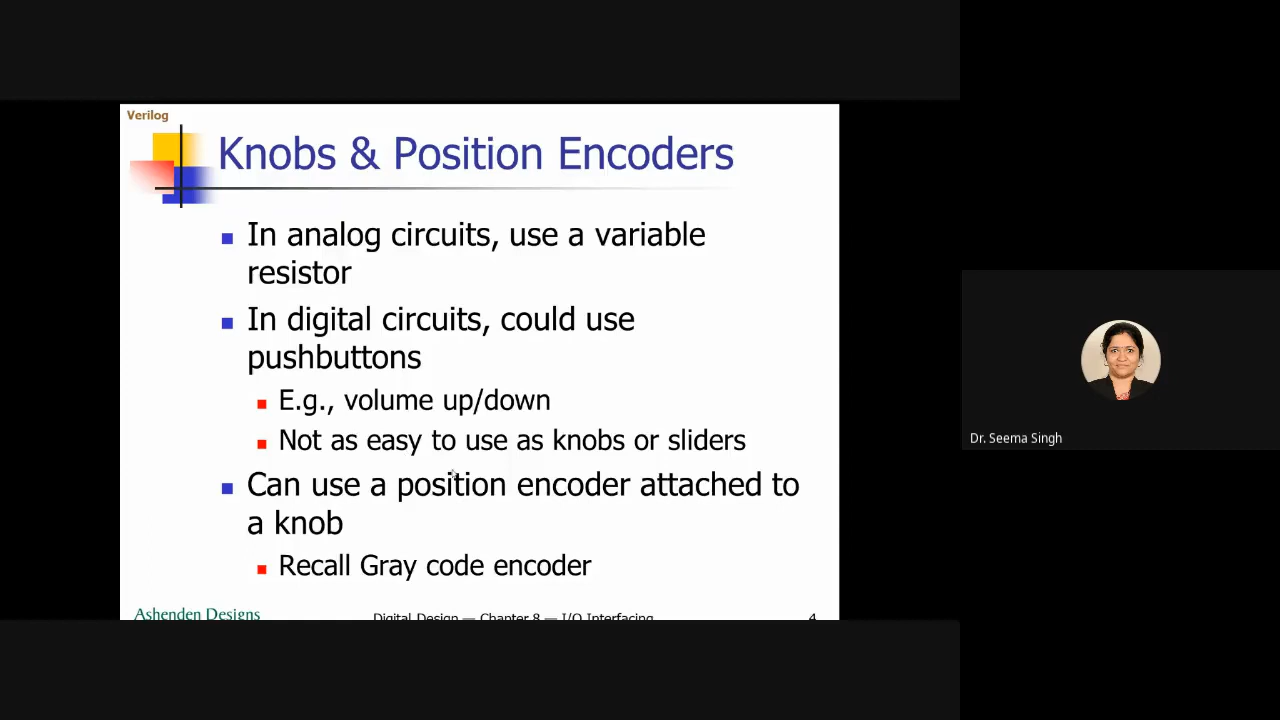 Verilog
Knobs & Position Encoders
In analog circuits, use a variable
resistor
In digital circuits, could use
pushbuttons
E.g., volume up/down
Not as easy to use as knobs or sliders
Can use a position encoder attached to
a knob
Recall Gray code encoder
Ashenden Designs
Digital Design — Chapter 8 — I/O Interfacing
4
Dr. Seema Singh